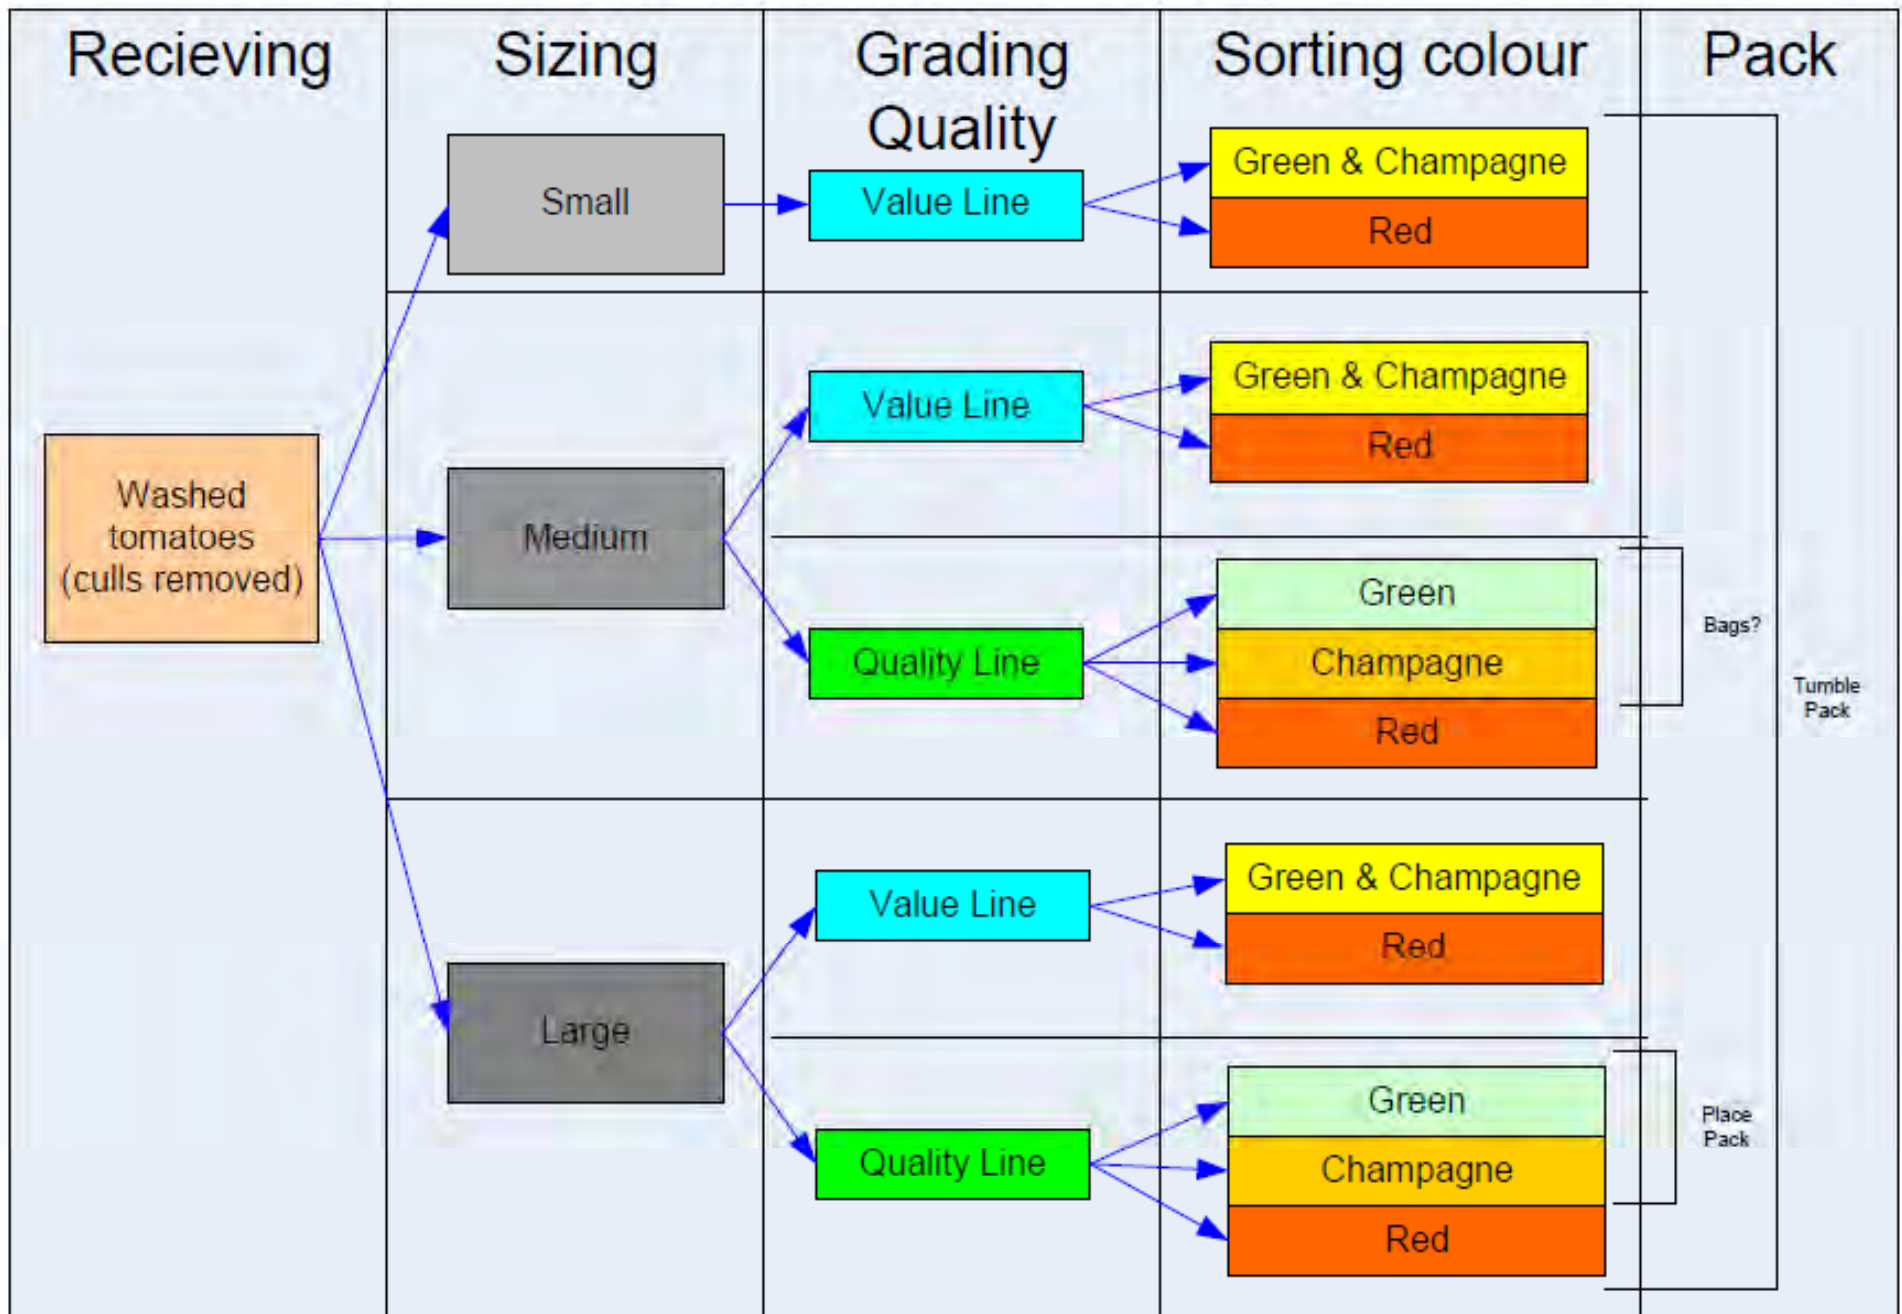 Recieving
Sizing
Grading
Quality
Sorting colour
Pack
Small
Value Line
Green & Champagne
Red
Washed
tomatoes
(culls removed)
Medium
Value Line
Green & Champagne
Red
Quality Line
Green
Champagne
Red
Bags?
Tumble
Pack
Large
Value Line
Green & Champagne
Red
Quality Line
Green
Champagne
Red
Place
Pack